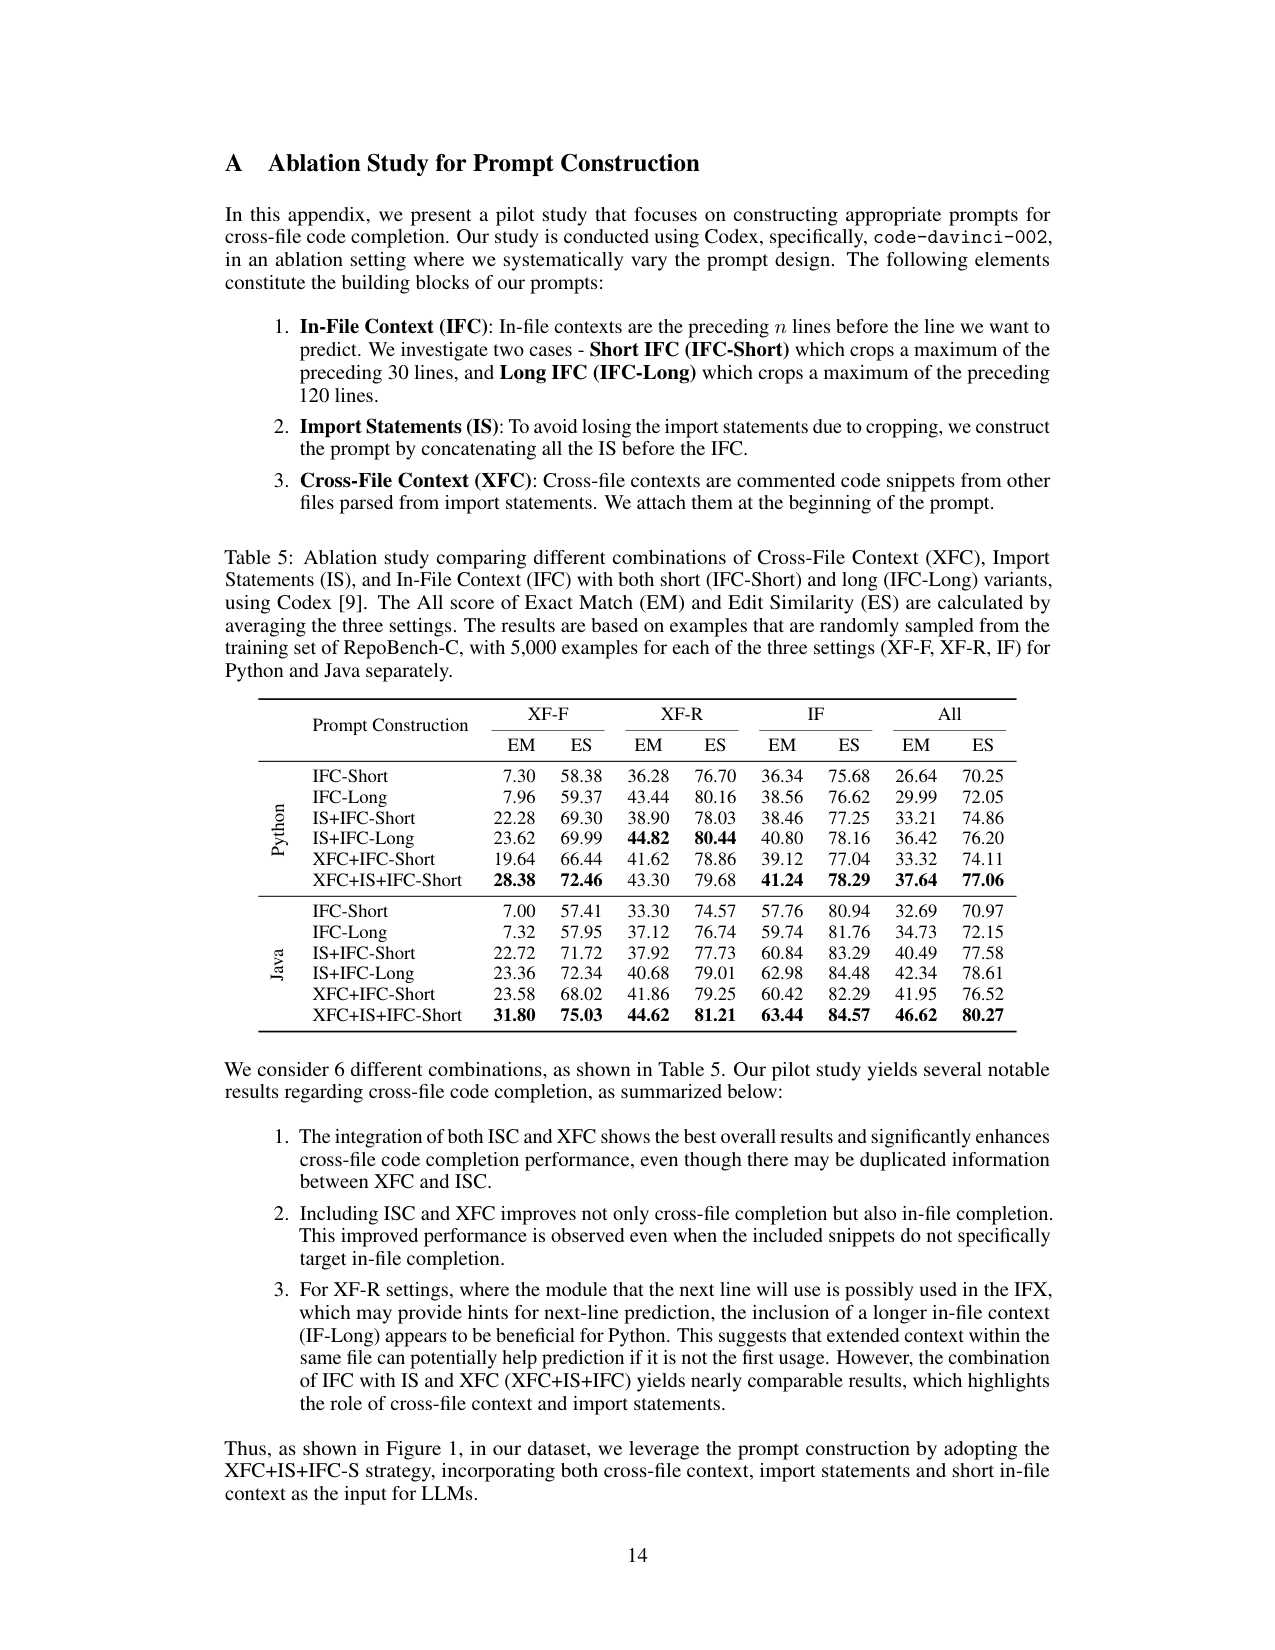 A Ablation Study for Prompt Construction
In this appendix, we present a pilot study that focuses on constructing appropriate prompts for
cross-file code completion. Our study is conducted using Codex, specifically, code-davinci-002,
in an ablation setting where we systematically vary the prompt design. The following elements
constitute the building blocks of our prompts:
1. In-File Context (IFC): In-file contexts are the preceding n lines before the line we want to
predict. We investigate two cases - Short IFC (IFC-Short) which crops a maximum of the
preceding 30 lines, and Long IFC (IFC-Long) which crops a maximum of the preceding
120 lines.
2. Import Statements (IS): To avoid losing the import statements due to cropping, we construct
the prompt by concatenating all the IS before the IFC.
3. Cross-File Context (XFC): Cross-file contexts are commented code snippets from other
files parsed from import statements. We attach them at the beginning of the prompt.
Table 5: Ablation study comparing different combinations of Cross-File Context (XFC), Import
Statements (IS), and In-File Context (IFC) with both short (IFC-Short) and long (IFC-Long) variants,
using Codex [9]. The All score of Exact Match (EM) and Edit Similarity (ES) are calculated by
averaging the three settings. The results are based on examples that are randomly sampled from the
training set of RepoBench-C, with 5,000 examples for each of the three settings (XF-F, XF-R, IF) for
Python and Java separately.
Prompt Construction XF-F XF-R IF All
EM ES EM ES EM ES EM ES
Python
IFC-Short 7.30 58.38 36.28 76.70 36.34 75.68 26.64 70.25
IFC-Long 7.96 59.37 43.44 80.16 38.56 76.62 29.99 72.05
IS+IFC-Short 22.28 69.30 38.90 78.03 38.46 77.25 33.21 74.86
IS+IFC-Long 23.62 69.99 44.82 80.44 40.80 78.16 36.42 76.20
XFC+IFC-Short 19.64 66.44 41.62 78.86 39.12 77.04 33.32 74.11
XFC+IS+IFC-Short 28.38 72.46 43.30 79.68 41.24 78.29 37.64 77.06
Java
IFC-Short 7.00 57.41 33.30 74.57 57.76 80.94 32.69 70.97
IFC-Long 7.32 57.95 37.12 76.74 59.74 81.76 34.73 72.15
IS+IFC-Short 22.72 71.72 37.92 77.73 60.84 83.29 40.49 77.58
IS+IFC-Long 23.36 72.34 40.68 79.01 62.98 84.48 42.34 78.61
XFC+IFC-Short 23.58 68.02 41.86 79.25 60.42 82.29 41.95 76.52
XFC+IS+IFC-Short 31.80 75.03 44.62 81.21 63.44 84.57 46.62 80.27
We consider 6 different combinations, as shown in Table 5. Our pilot study yields several notable
results regarding cross-file code completion, as summarized below:
1. The integration of both ISC and XFC shows the best overall results and significantly enhances
cross-file code completion performance, even though there may be duplicated information
between XFC and ISC.
2. Including ISC and XFC improves not only cross-file completion but also in-file completion.
This improved performance is observed even when the included snippets do not specifically
target in-file completion.
3. For XF-R settings, where the module that the next line will use is possibly used in the IFX,
which may provide hints for next-line prediction, the inclusion of a longer in-file context
(IF-Long) appears to be beneficial for Python. This suggests that extended context within the
same file can potentially help prediction if it is not the first usage. However, the combination
of IFC with IS and XFC (XFC+IS+IFC) yields nearly comparable results, which highlights
the role of cross-file context and import statements.
Thus, as shown in Figure 1, in our dataset, we leverage the prompt construction by adopting the
XFC+IS+IFC-S strategy, incorporating both cross-file context, import statements and short in-file
context as the input for LLMs.
14